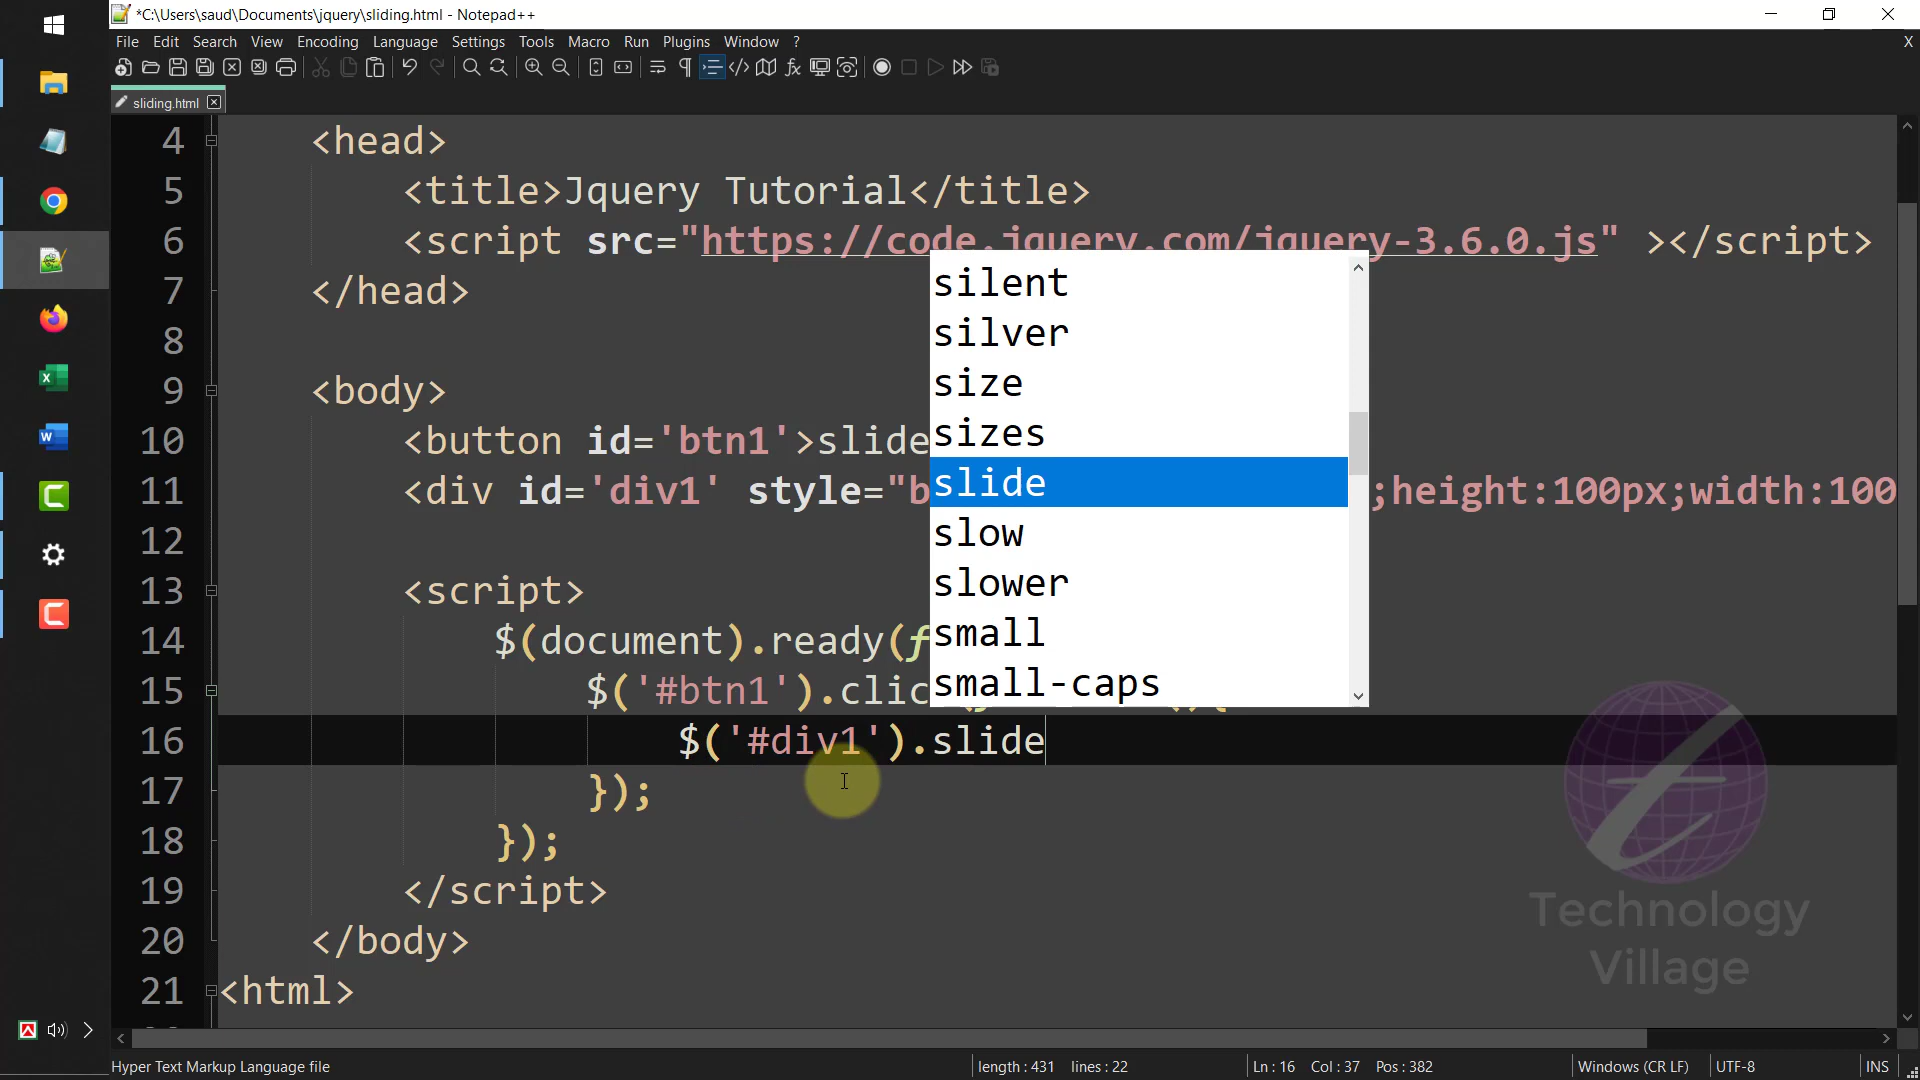 *C:\Users\saud\Documents\jquery\sliding.html - Notepad++
File Edit Search View Encoding Language Settings Tools Macro Run Plugins Window ? X
sliding.html
4 <head>
5 <title>Jquery Tutorial</title>
6 <script src="https://code.jquery.com/jquery-3.6.0.js" ></script>
7 </head>
8
9 <body>
10 <button id='btn1'>slide
11 <div id='div1' style="b ;height:100px;width:100
12
13 <script>
14 $(document).ready(f
15 $('#btn1').clic
16 $('#div1').slide
17 });
18 });
19 </script>
20 </body>
21 <html>
silent
silver
size
sizes
slide
slow
slower
small
small-caps
Technology
Village
Hyper Text Markup Language file length : 431 lines : 22 Ln : 16 Col : 37 Pos : 382 Windows (CR LF) UTF-8 INS